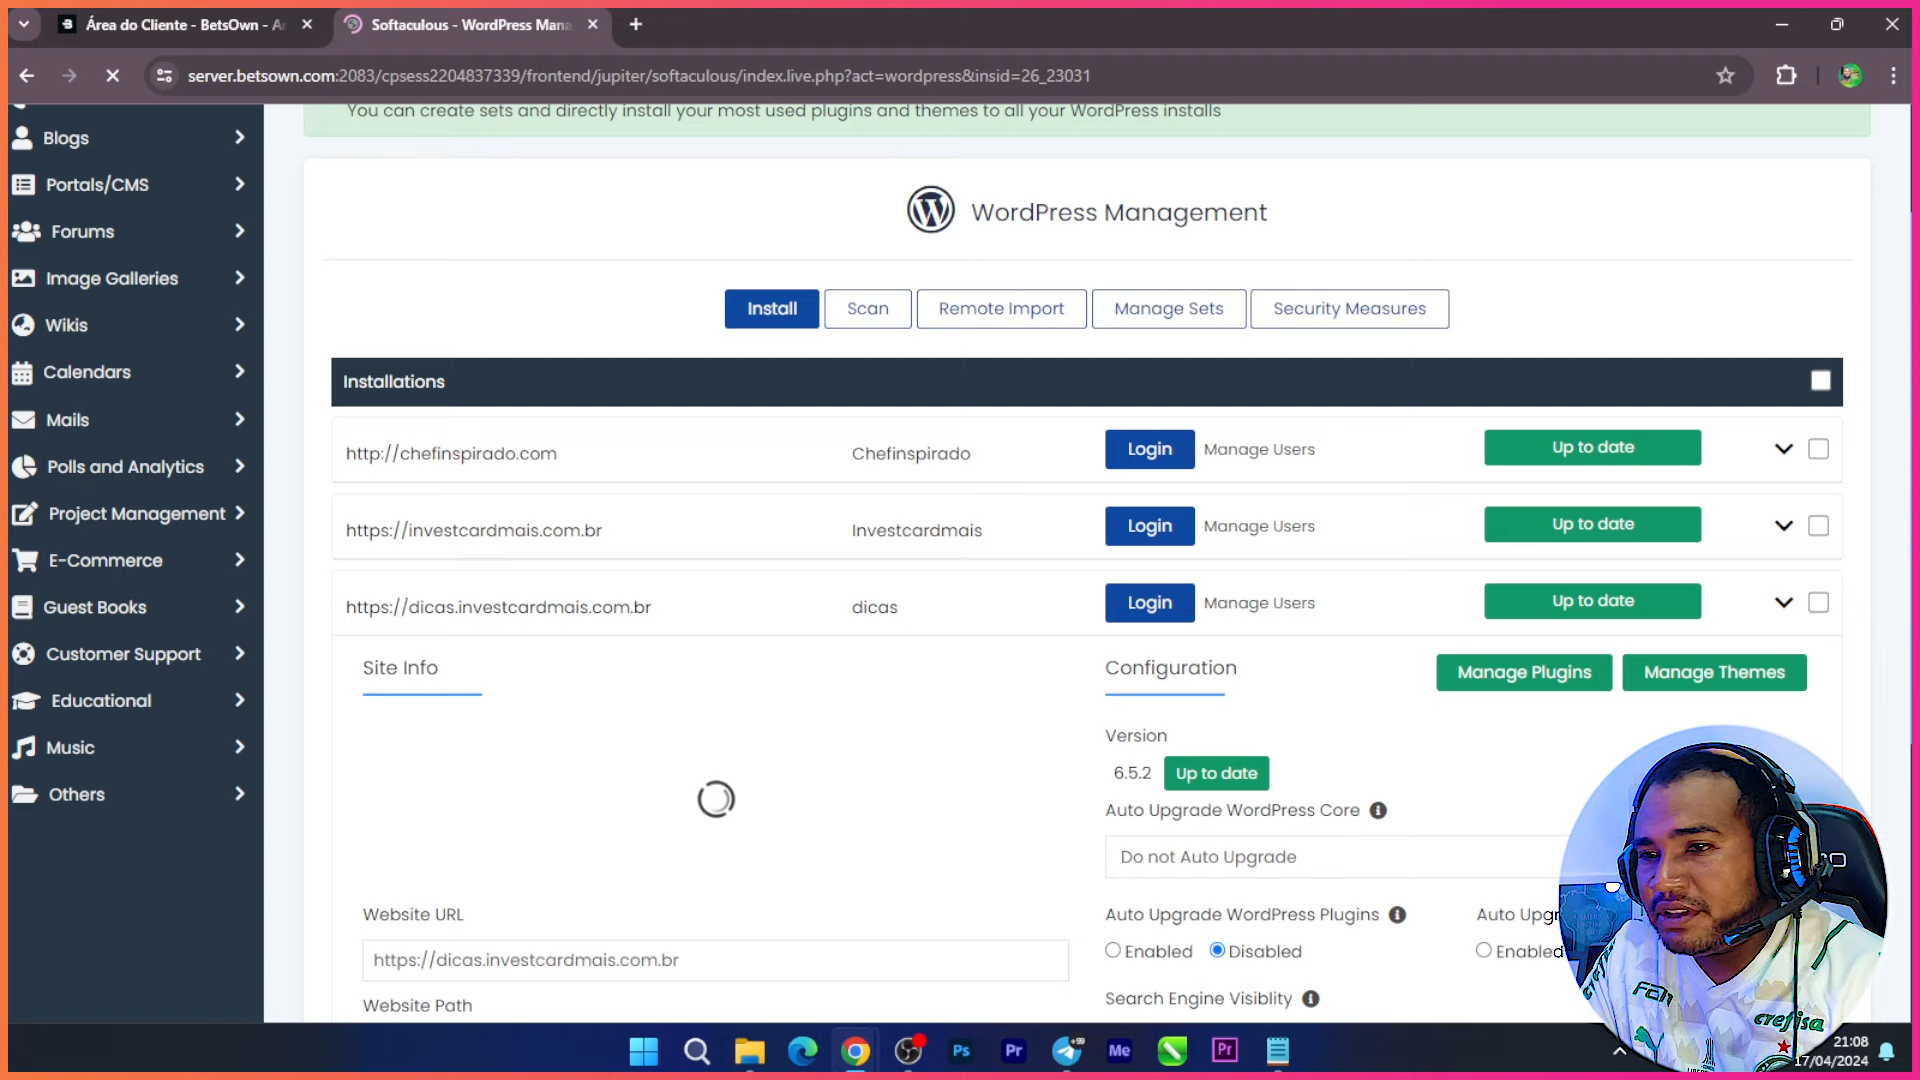 Área do Cliente - BetsOwn - A
Softaculous - WordPress Mana
server.betsown.com:2083/cpsess2204837339/frontend/jupiter/softaculous/index.live.php?act=wordpress&insid=26_23031
You can create sets and directly install your most used plugins and themes to all your WordPress installs
Blogs
Portals/CMS
Forums
Image Galleries
Wikis
Calendars
Mails
Polls and Analytics
Project Management
E-Commerce
Guest Books
Customer Support
Educational
Music
Others
WordPress Management
Install
Scan
Remote Import
Manage Sets
Security Measures
Installations
http://chefinspirado.com
Chefinspirado
Login
Manage Users
Up to date
https://investcardmais.com.br
Investcardmais
Login
Manage Users
Up to date
https://dicas.investcardmais.com.br
dicas
Login
Manage Users
Up to date
Site Info
Configuration
Manage Plugins
Manage Themes
Version
6.5.2
Up to date
Auto Upgrade WordPress Core
Do not Auto Upgrade
Website URL
https://dicas.investcardmais.com.br
Website Path
Auto Upgrade WordPress Plugins
Enabled
Disabled
Auto Upgr
Enabled
Search Engine Visiblity
FAM
crefisa
Ps
Pr
+99
Me
Pr
21:08
17/04/2024